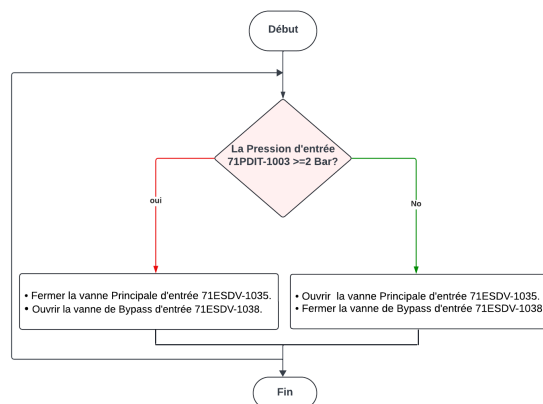 Début
La Pression d'entrée
71PDIT-1003 >=2 Bar?
oui
No
• Fermer la vanne Principale d'entrée 71ESDV-1035.
• Ouvrir la vanne de Bypass d'entrée 71ESDV-1038.
• Ouvrir la vanne Principale d'entrée 71ESDV-1035.
• Fermer la vanne de Bypass d'entrée 71ESDV-1038
Fin